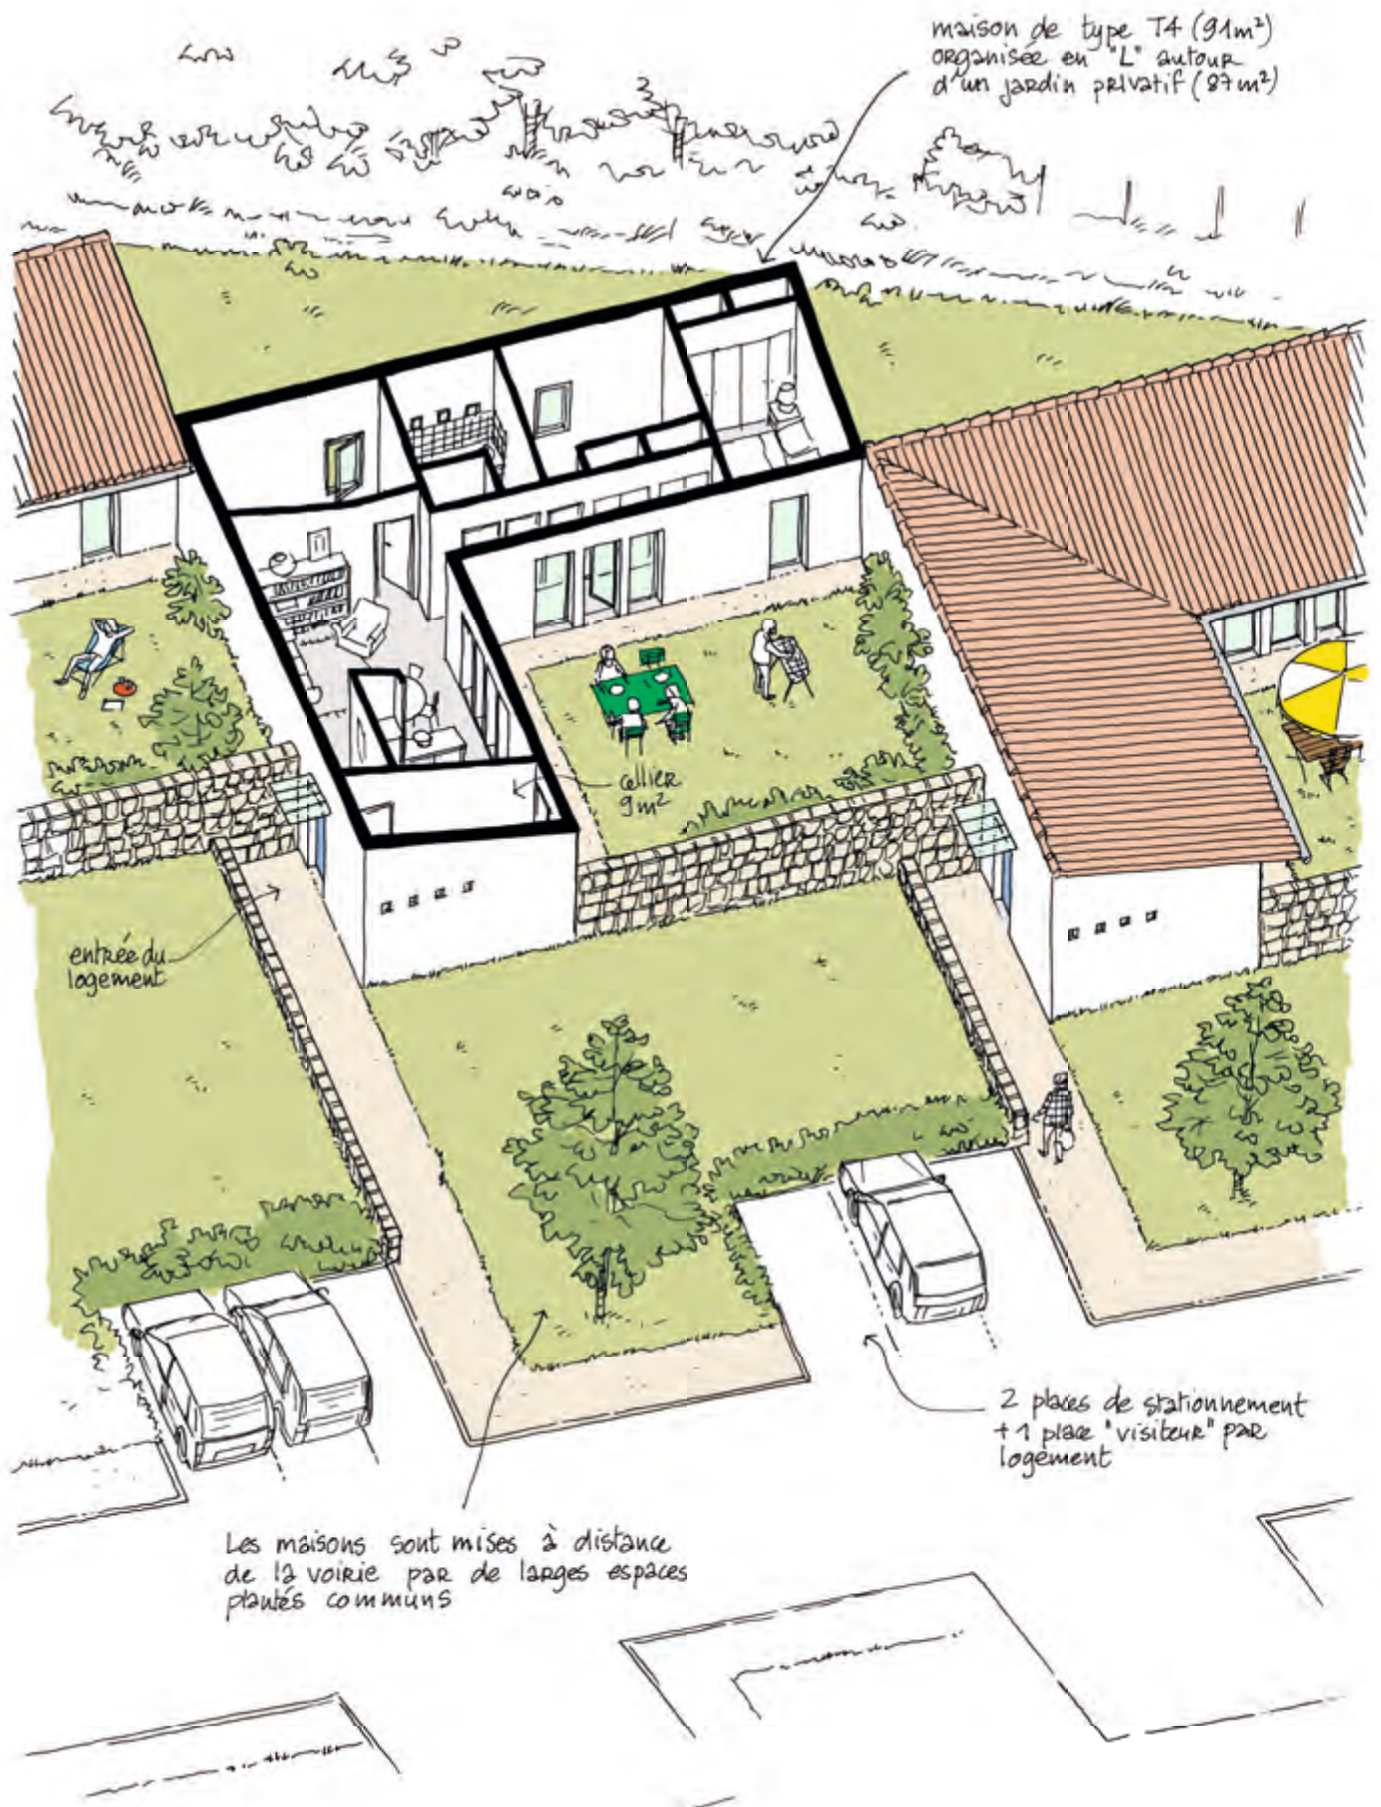 maison de type T4 (91m²)
organisée en "L" autour
d'un jardin privatif (87m²)
cellier
9m²
entrée du
logement
2 places de stationnement
+ 1 place "visiteur" par
logement
Les maisons sont mises à distance
de la voirie par de larges espaces
plantés communs